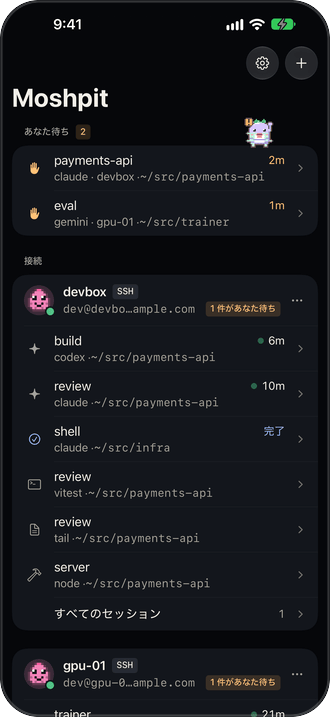 9:41
Moshpit
あなた待ち 2
payments-api 2m
claude · devbox ·~/src/payments-api
eval 1m
gemini · gpu-01 ·~/src/trainer
接続
devbox SSH
dev@devbo…ample.com 1 件があなた待ち
build 6m
codex ·~/src/payments-api
review 10m
claude ·~/src/payments-api
shell 完了
claude ·~/src/infra
review
vitest ·~/src/payments-api
review
tail ·~/src/payments-api
server
node ·~/src/payments-api
すべてのセッション 1
gpu-01 SSH
dev@gpu-0…ample.com 1 件があなた待ち
trainer 21m